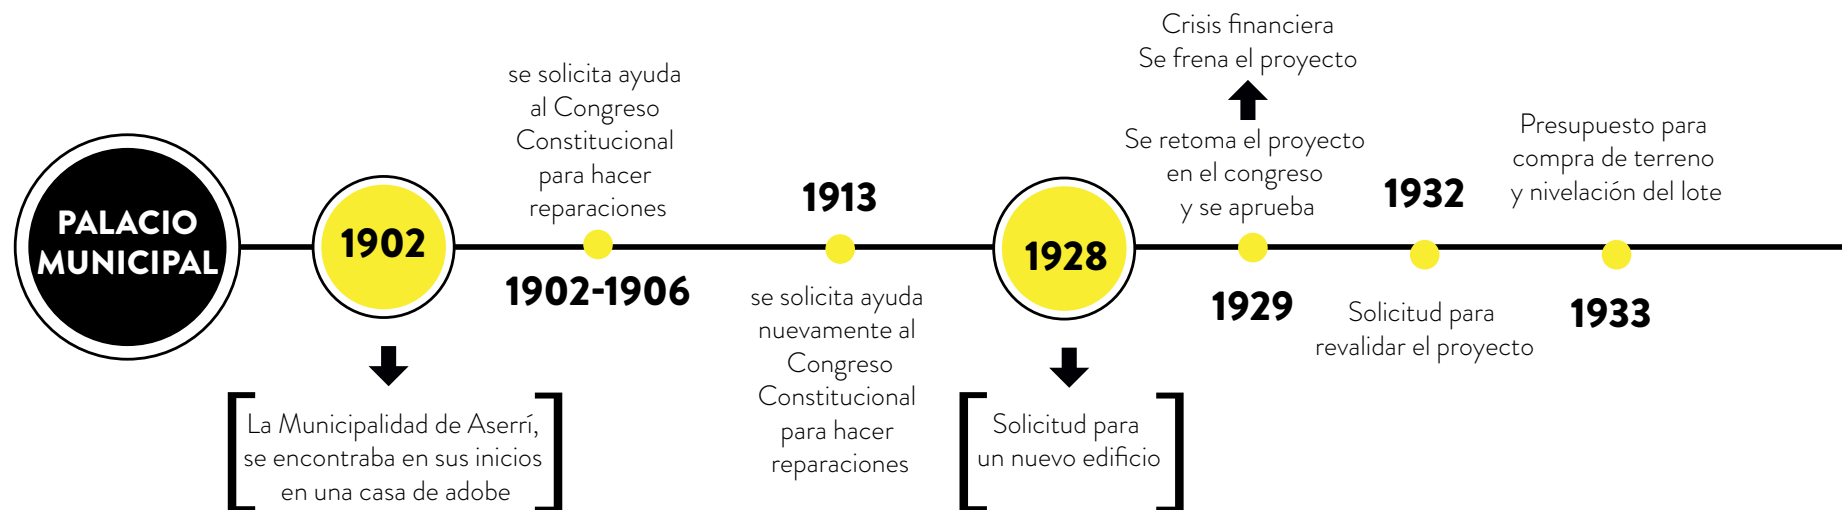 PALACIO
MUNICIPAL
1902
La Municipalidad de Aserrí,
se encontraba en sus inicios
en una casa de adobe
se solicita ayuda
al Congreso
Constitucional
para hacer
reparaciones
1902-1906
1913
se solicita ayuda
nuevamente al
Congreso
Constitucional
para hacer
reparaciones
1928
Solicitud para
un nuevo edificio
Crisis financiera
Se frena el proyecto
Se retoma el proyecto
en el congreso
y se aprueba
1929
1932
Solicitud para
revalidar el proyecto
Presupuesto para
compra de terreno
y nivelación del lote
1933